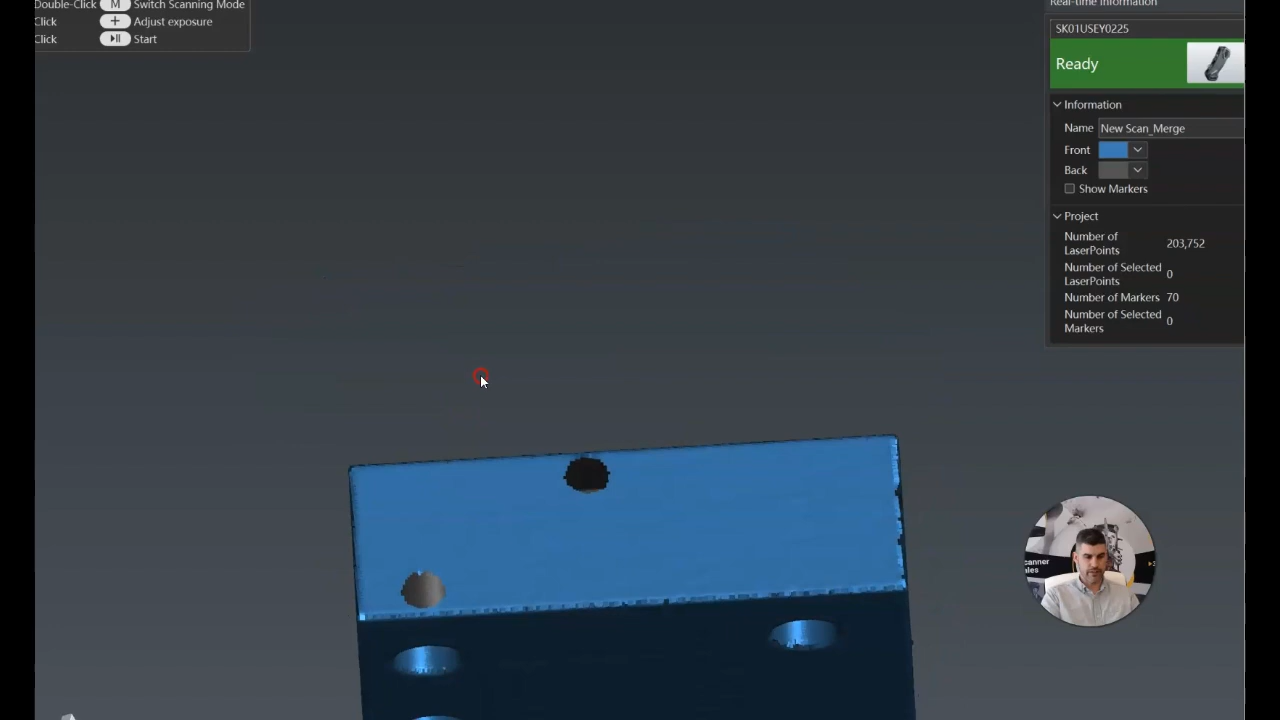 Double-Click M Switch Scanning Mode
Click + Adjust exposure
Click Start
Real-time Information
SK01USEY0225
Ready
Information
Name New Scan_Merge
Front
Back
Show Markers
Project
Number of LaserPoints 203,752
Number of Selected LaserPoints 0
Number of Markers 70
Number of Selected Markers 0
canner
ales